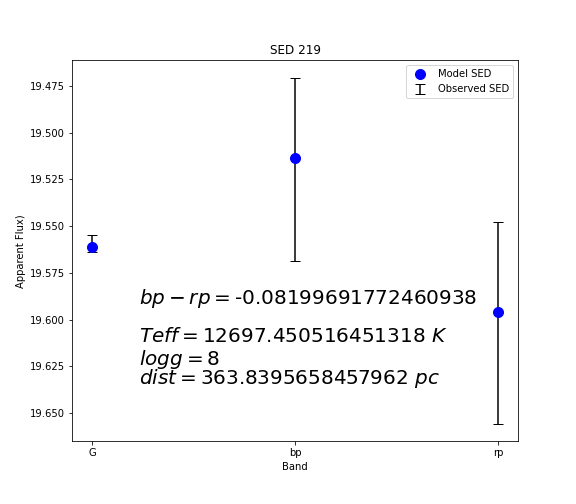 SED 219
Model SED
Observed SED
19.475
19.500
19.525
19.550
19.575
19.600
19.625
19.650
Apparent Flux)
bp − rp = -0.08199691772460938
Teff = 12697.450516451318 K
logg = 8
dist = 363.8395658457962 pc
G
bp
rp
Band